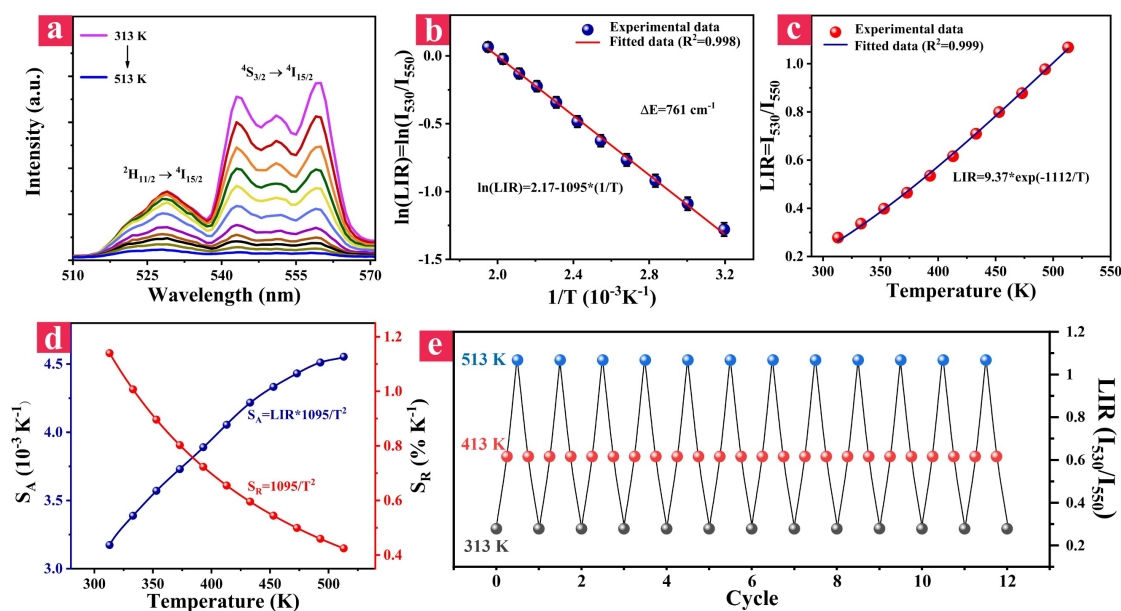 a
313 K
513 K
⁴S₃/₂ → ⁴I₁₅/₂
²H₁₁/₂ → ⁴I₁₅/₂
Intensity (a.u.)
510 525 540 555 570
Wavelength (nm)
b
Experimental data
Fitted data (R²=0.998)
ΔE=761 cm⁻¹
ln(LIR)=2.17-1095*(1/T)
ln(LIR)=ln(I₅₃₀/I₅₅₀)
0.0
-0.5
-1.0
-1.5
2.0 2.4 2.8 3.2
1/T (10⁻³K⁻¹)
c
Experimental data
Fitted data (R²=0.999)
LIR=9.37*exp(-1112/T)
LIR=I₅₃₀/I₅₅₀
1.2
1.0
0.8
0.6
0.4
0.2
300 350 400 450 500 550
Temperature (K)
d
S_A (10⁻³ K⁻¹)
4.5
4.0
3.5
3.0
S_A=LIR*1095/T²
S_R=1095/T²
1.2
1.0
0.8
0.6
0.4
S_R (% K⁻¹)
300 350 400 450 500
Temperature (K)
e
513 K
413 K
313 K
1.2
1
0.8
0.6
0.4
0.2
LIR (I₅₃₀/I₅₅₀)
0 2 4 6 8 10 12
Cycle